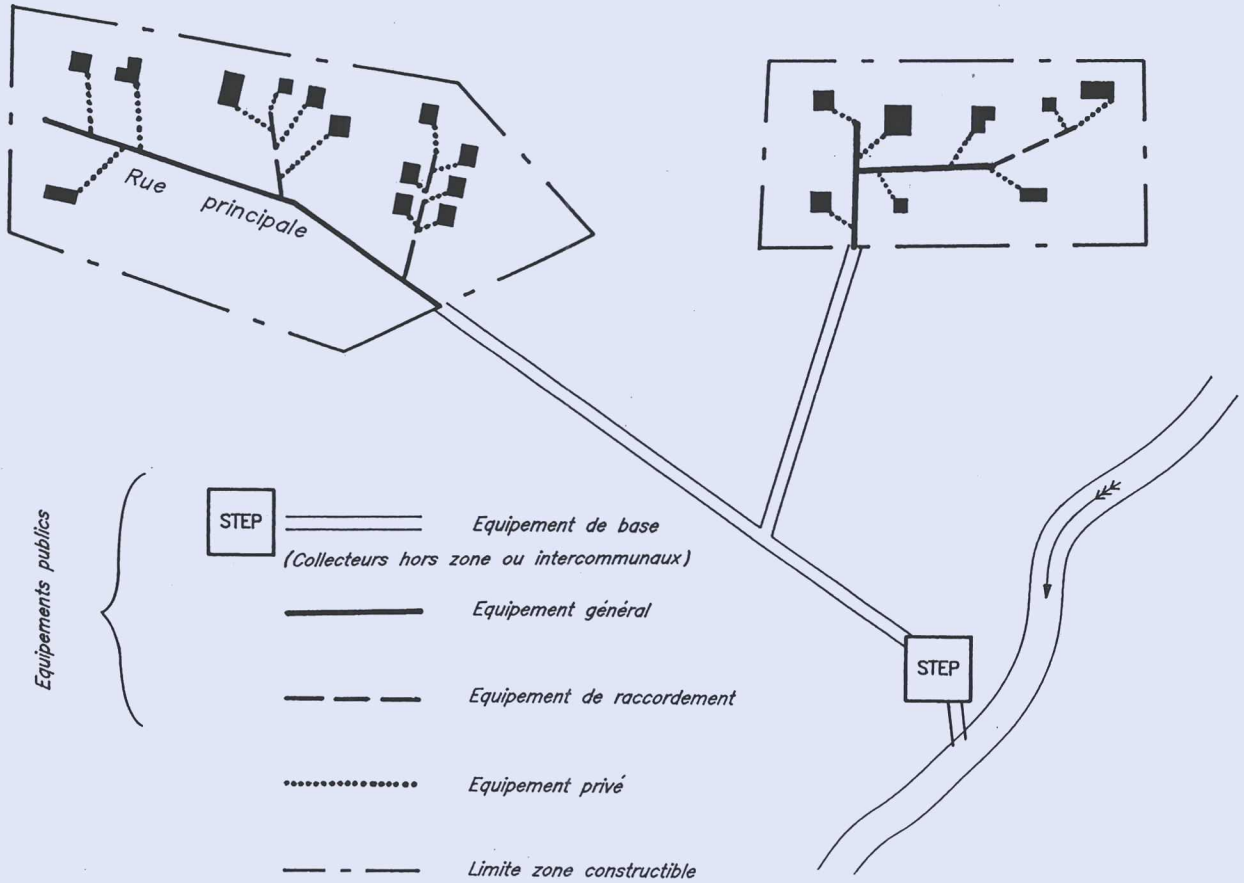 Rue
principale
Equipements publics
STEP
Equipement de base
(Collecteurs hors zone ou intercommunaux)
Equipement général
Equipement de raccordement
Equipement privé
Limite zone constructible
STEP